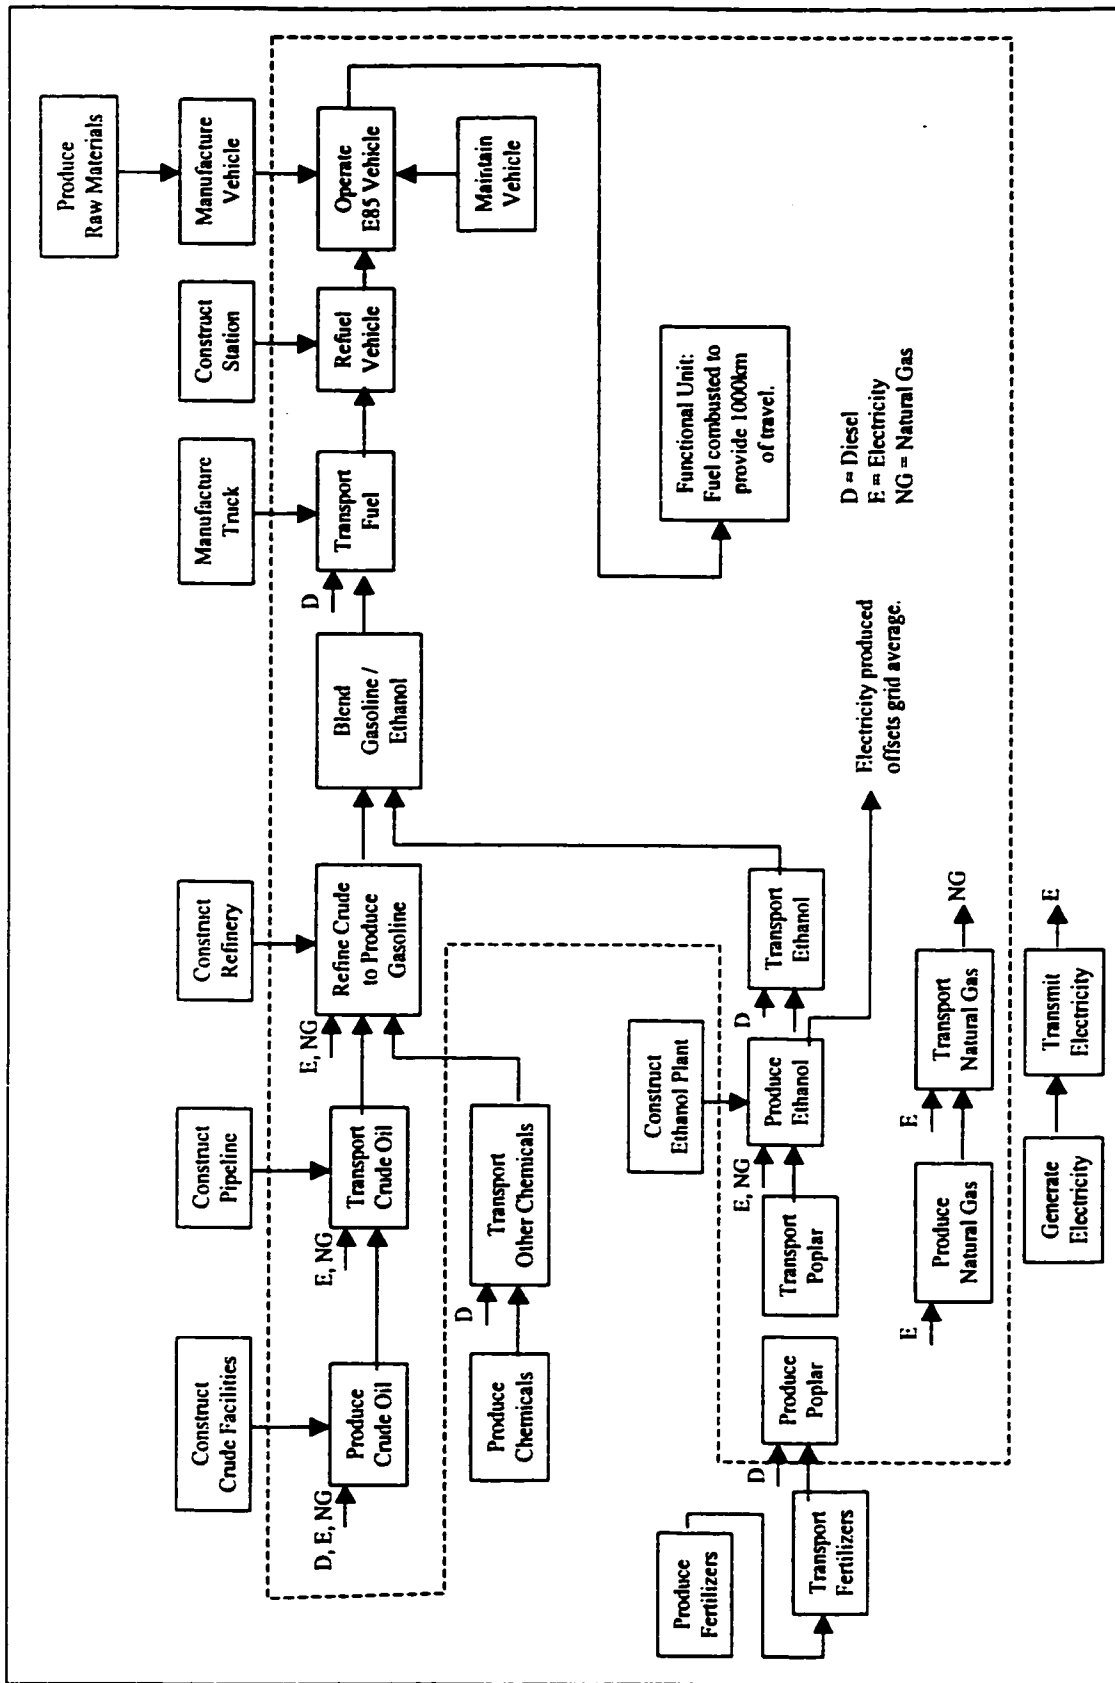 Produce
Raw Materials
Construct
Crude Facilities
Construct
Pipeline
Construct
Refinery
Manufacture
Truck
Construct
Station
Manufacture
Vehicle
D, E, NG
Produce
Crude Oil
E, NG
Transport
Crude Oil
E, NG
Refine Crude
to Produce
Gasoline
Blend
Gasoline /
Ethanol
D
Transport
Fuel
Refuel
Vehicle
Operate
E85 Vehicle
Produce
Chemicals
D
Transport
Other Chemicals
Maintain
Vehicle
Construct
Ethanol Plant
Functional Unit:
Fuel combusted to
provide 1000km
of travel.
Produce
Fertilizers
Transport
Fertilizers
D
Produce
Poplar
Transport
Poplar
E, NG
Produce
Ethanol
D
Transport
Ethanol
Electricity produced
offsets grid average.
D = Diesel
E = Electricity
NG = Natural Gas
E
Produce
Natural Gas
E
Transport
Natural Gas
NG
Generate
Electricity
Transmit
Electricity
E